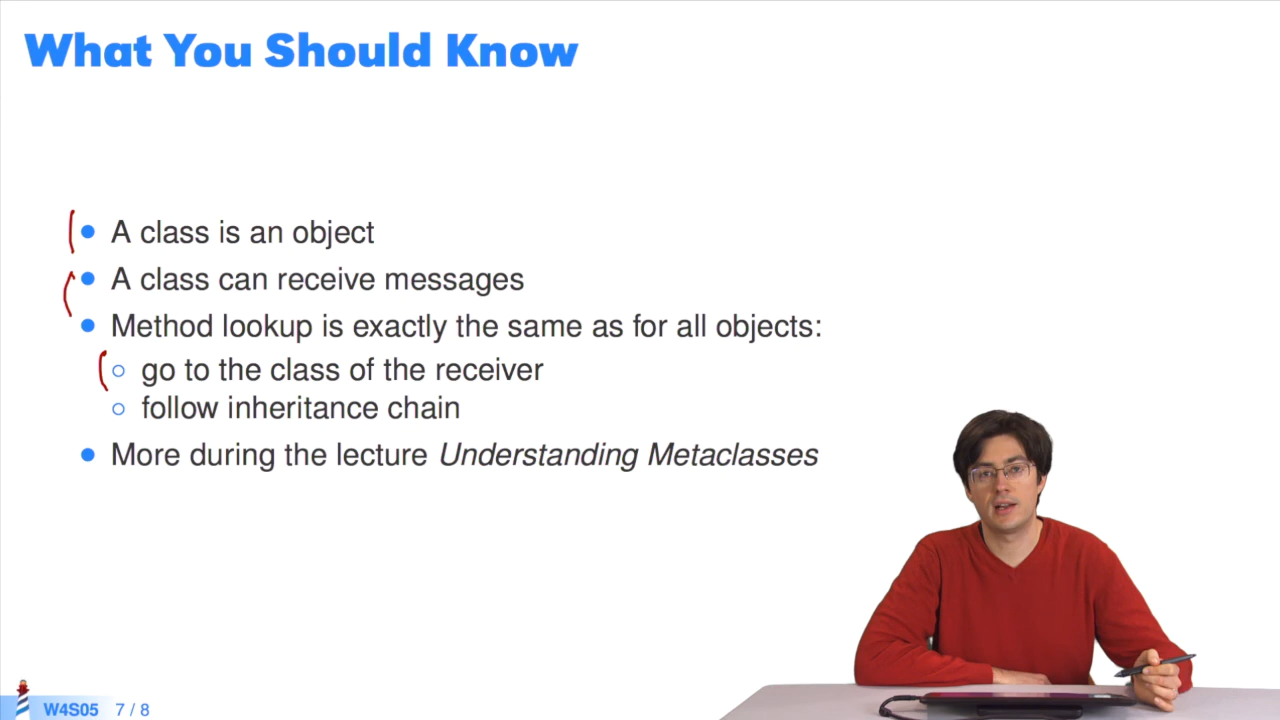 What You Should Know
A class is an object
A class can receive messages
Method lookup is exactly the same as for all objects:
go to the class of the receiver
follow inheritance chain
More during the lecture Understanding Metaclasses
W4S05 7 / 8